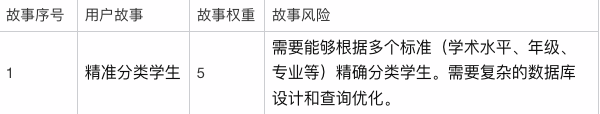 故事序号 用户故事 故事权重 故事风险
需要能够根据多个标准（学术水平、年级、
1 精准分类学生 5 专业等）精确分类学生。需要复杂的数据库
设计和查询优化。